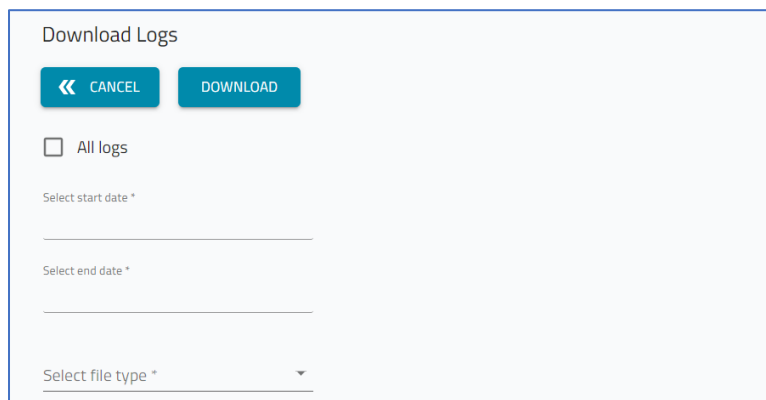 Download Logs
CANCEL DOWNLOAD
All logs
Select start date *
Select end date *
Select file type *